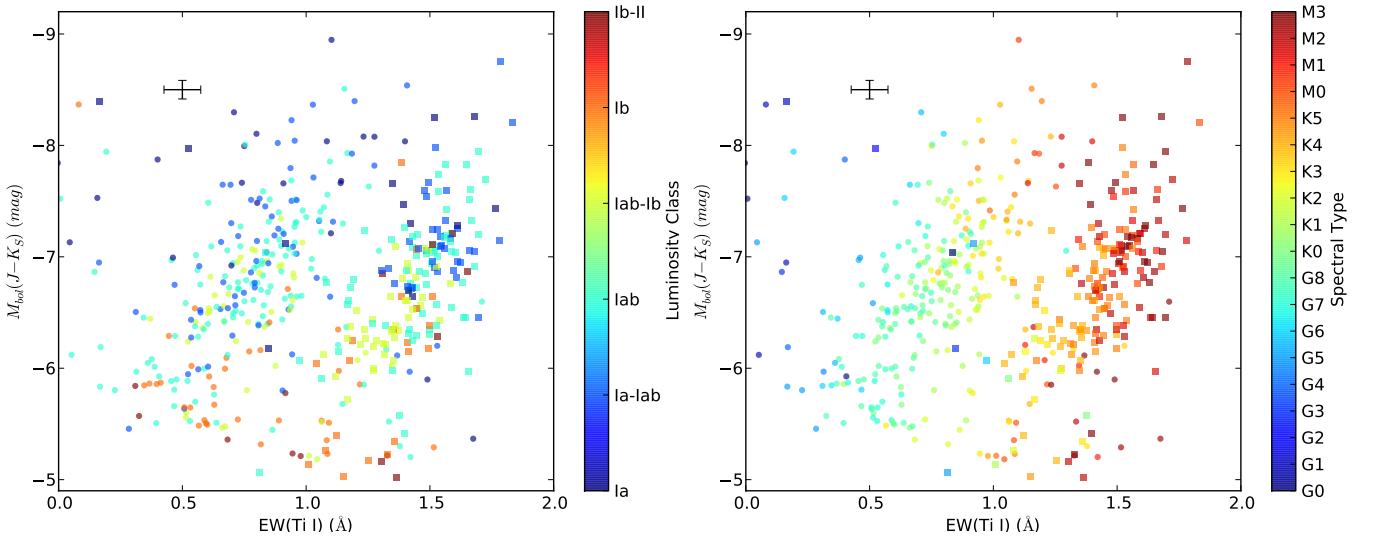 −9
−8
−7
−6
−5
M_bol(J−K_S) (mag)
0.0
0.5
1.0
1.5
2.0
EW(Ti I) (Å)
Ib-II
Ib
Iab-Ib
Iab
Ia-Iab
Ia
Luminosity Class
−9
−8
−7
−6
−5
M_bol(J−K_S) (mag)
0.0
0.5
1.0
1.5
2.0
EW(Ti I) (Å)
M3
M2
M1
M0
K5
K4
K3
K2
K1
K0
G8
G7
G6
G5
G4
G3
G2
G1
G0
Spectral Type